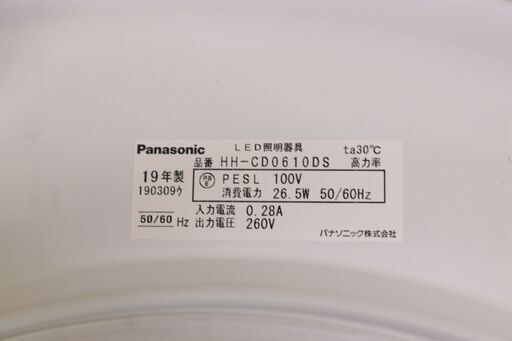 Panasonic LED照明器具 ta30℃
品番 HH-CD0610DS 高力率
19年製 PSE PESL 100V
190309ｳ 消費電力 26.5W 50/60Hz
入力電流 0.28A
50/60 Hz 出力電圧 260V
パナソニック株式会社